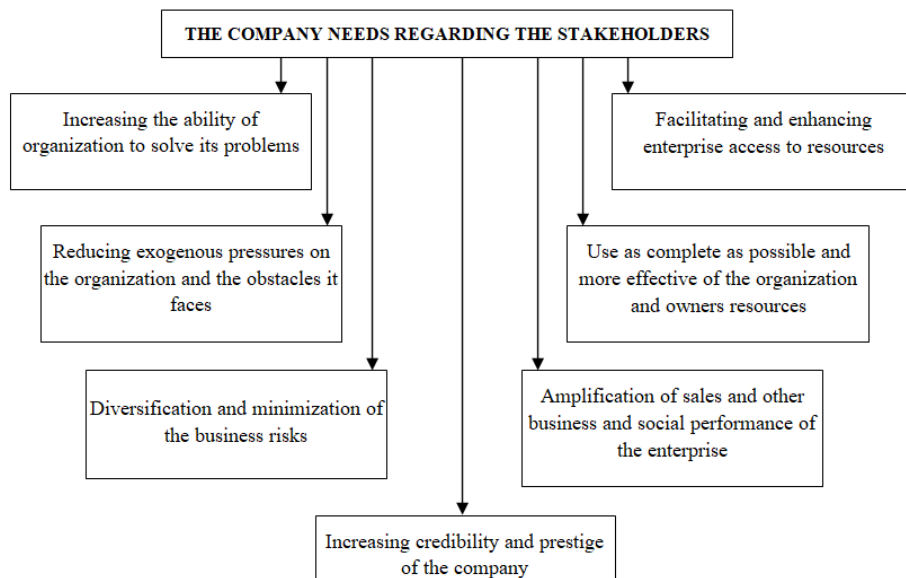 THE COMPANY NEEDS REGARDING THE STAKEHOLDERS
Increasing the ability of
organization to solve its problems
Facilitating and enhancing
enterprise access to resources
Reducing exogenous pressures on
the organization and the obstacles it
faces
Use as complete as possible and
more effective of the organization
and owners resources
Diversification and minimization of
the business risks
Amplification of sales and other
business and social performance of
the enterprise
Increasing credibility and prestige
of the company